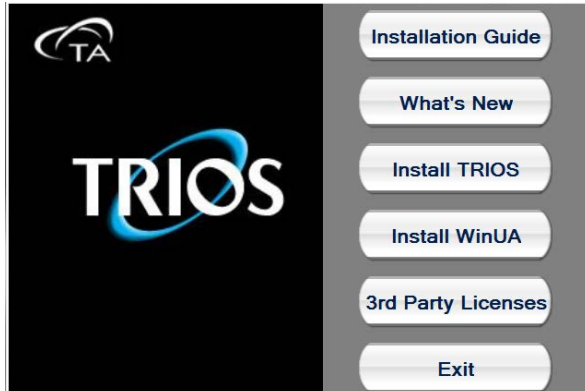 TA
TRIOS
Installation Guide
What's New
Install TRIOS
Install WinUA
3rd Party Licenses
Exit